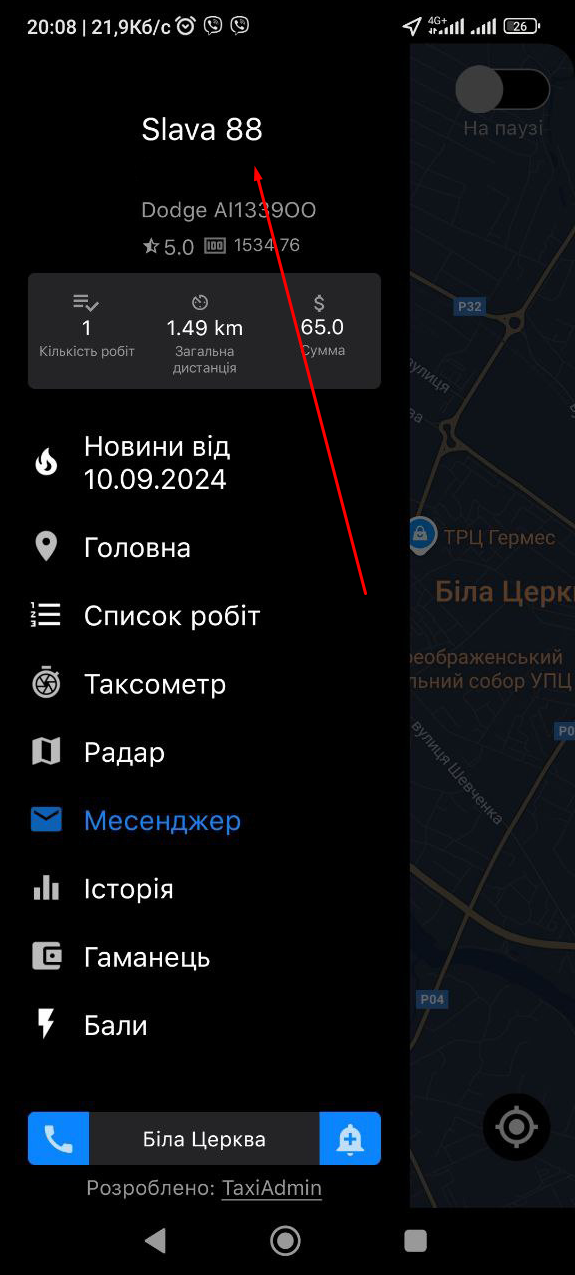 20:08 | 21,9Кб/с 4G+ 26
Slava 88
На паузі
Dodge AI1339OO
5.0 100 1534.76
1 1.49 km 65.0
Кількість робіт Загальна дистанція Сумма
P32
вулиця
ва
Новини від
10.09.2024
Головна
ТРЦ Гермес
Біла Церк
Список робіт
реображенський
льний собор УПЦ
Таксометр
P0
вулиця Шевченка
Радар
Месенджер
Історія
Гаманець
P04
Бали
Біла Церква
Розроблено: TaxiAdmin